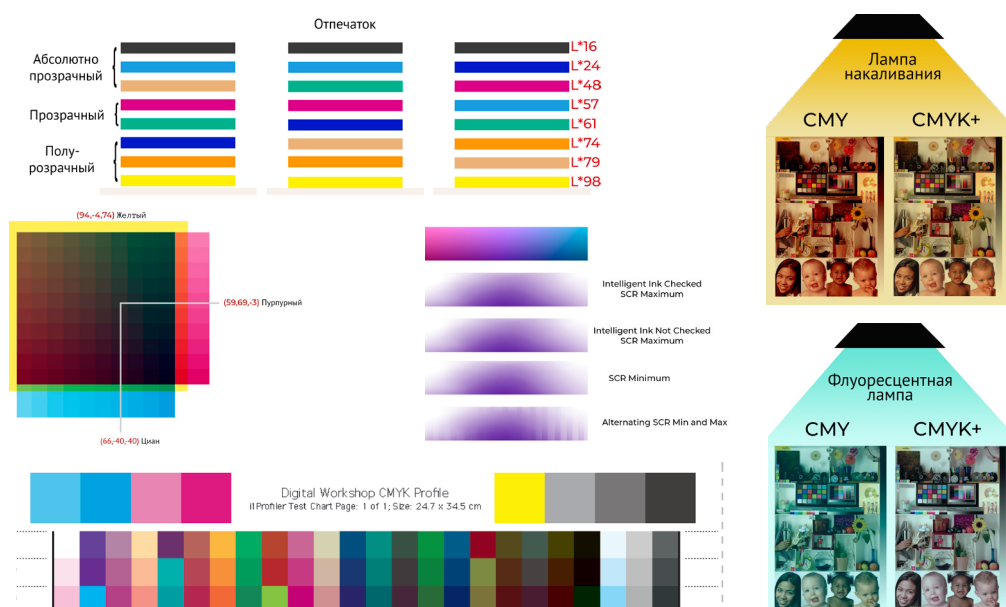 Отпечаток
Абсолютно
прозрачный
Прозрачный
Полу-
розрачный
L*16
L*24
L*48
L*57
L*61
L*74
L*79
L*98
Лампа
накаливания
CMY CMYK+
(94,-4,74) Желтый
(59,69,-3) Пурпурный
(66,-40,-40) Циан
Intelligent Ink Checked
SCR Maximum
Intelligent Ink Not Checked
SCR Maximum
SCR Minimum
Alternating SCR Min and Max
Флуоресцентная
лампа
CMY CMYK+
Digital Workshop CMYK Profile
i1Profiler Test Chart Page: 1 of 1; Size: 24.7 x 34.5 cm